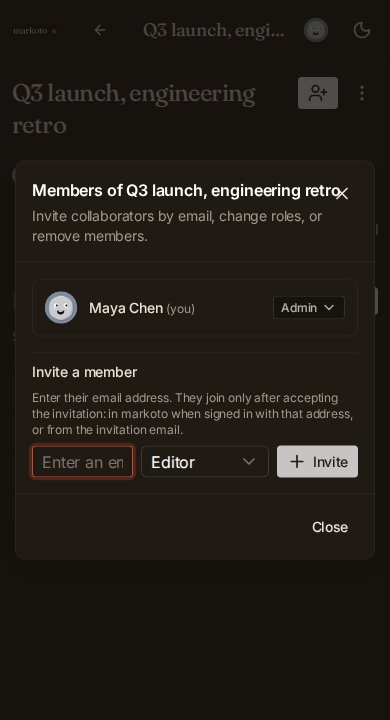 markoto
Q3 launch, engi...
Q3 launch, engineering
retro
Members of Q3 launch, engineering retro
Invite collaborators by email, change roles, or
remove members.
Maya Chen (you)
Admin
Invite a member
Enter their email address. They join only after accepting
the invitation: in markoto when signed in with that address,
or from the invitation email.
Enter an en
Editor
Invite
Close